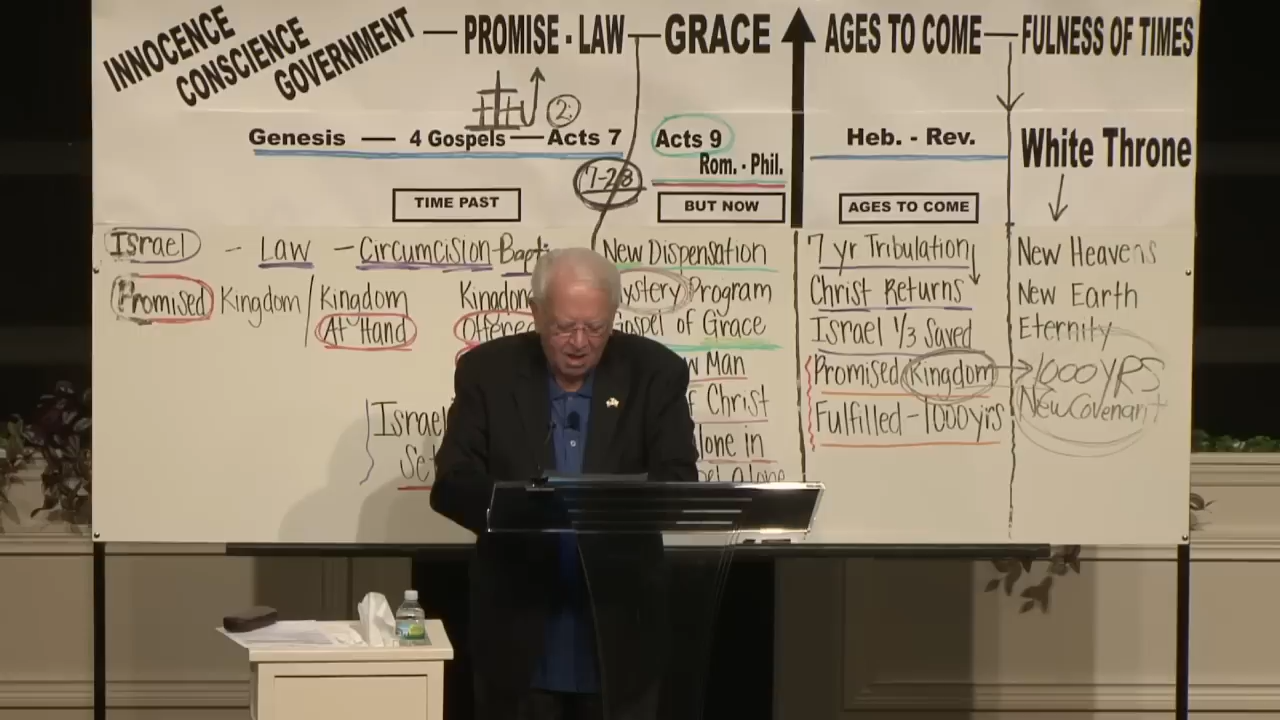 INNOCENCE
CONSCIENCE
GOVERNMENT — PROMISE - LAW — GRACE AGES TO COME — FULNESS OF TIMES
2:
Genesis — 4 Gospels — Acts 7 Acts 9 Heb. - Rev. White Throne
Rom. - Phil.
7-28
TIME PAST BUT NOW AGES TO COME
Israel - Law - Circumcision- New Dispensation 7 yr Tribulation New Heavens
Promised Kingdom / Kingdom Program Christ Returns New Earth
At Hand Gospel of Grace Israel 1/3 Saved Eternity
Man Promised Kingdom 1000 YRS
Christ Fulfilled - 1000yrs New Covenant
Israel
in
Alone